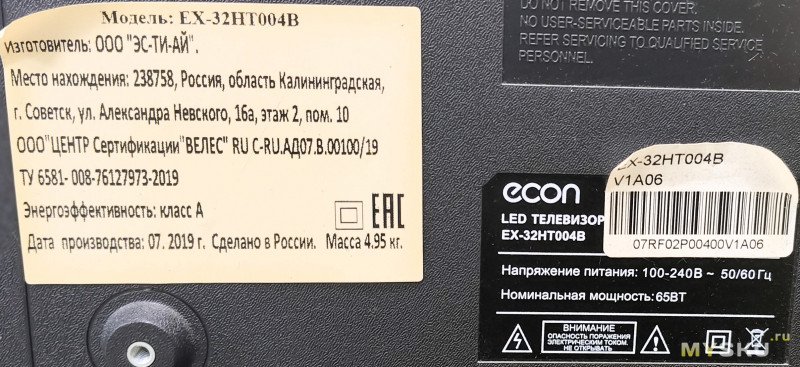 Модель: EX-32HT004B
Изготовитель: ООО "ЭС-ТИ-АЙ".
Место нахождения: 238758, Россия, область Калининградская,
г. Советск, ул. Александра Невского, 16а, этаж 2, пом. 10
ООО"ЦЕНТР Сертификации"ВЕЛЕС" RU C-RU.АД07.В.00100/19
ТУ 6581- 008-76127973-2019
Энергоэффективность: класс А
EAC
Дата производства: 07. 2019 г. Сделано в России. Масса 4.95 кг.
DO NOT REMOVE THIS COVER.
NO USER-SERVICEABLE PARTS INSIDE.
REFER SERVICING TO QUALIFIED SERVICE
PERSONNEL.
EX-32HT004B
V1A06
07RF02P00400V1A06
econ
LED ТЕЛЕВИЗОР
EX-32HT004B
Напряжение питания: 100-240В ~ 50/60 Гц
Номинальная мощность: 65ВТ
ВНИМАНИЕ
ОПАСНОСТЬ ПОРАЖЕНИЯ
ЭЛЕКТРИЧЕСКИМ ТОКОМ.
НЕ ОТКРЫВАТЬ!
MYSKU.ru